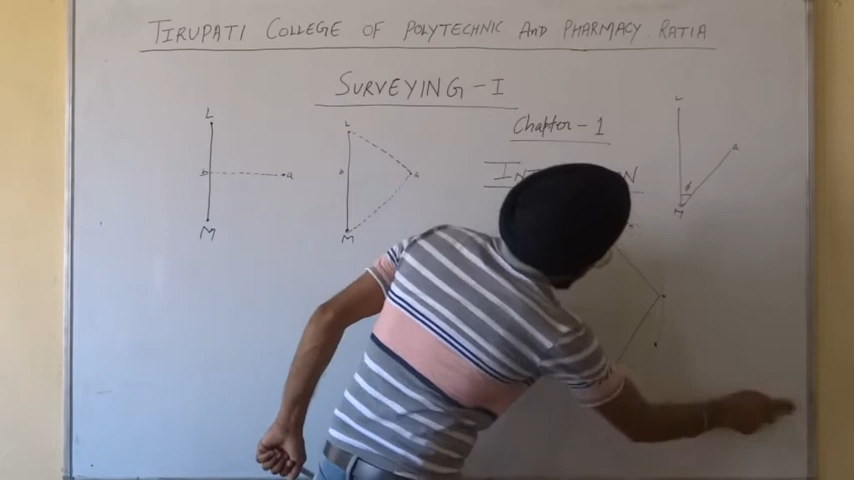 TIRUPATI COLLEGE OF POLYTECHNIC AND PHARMACY RATIA
SURVEYING - I
Chapter - 1
L
D
a
M
L
D
a
M
L
a
M